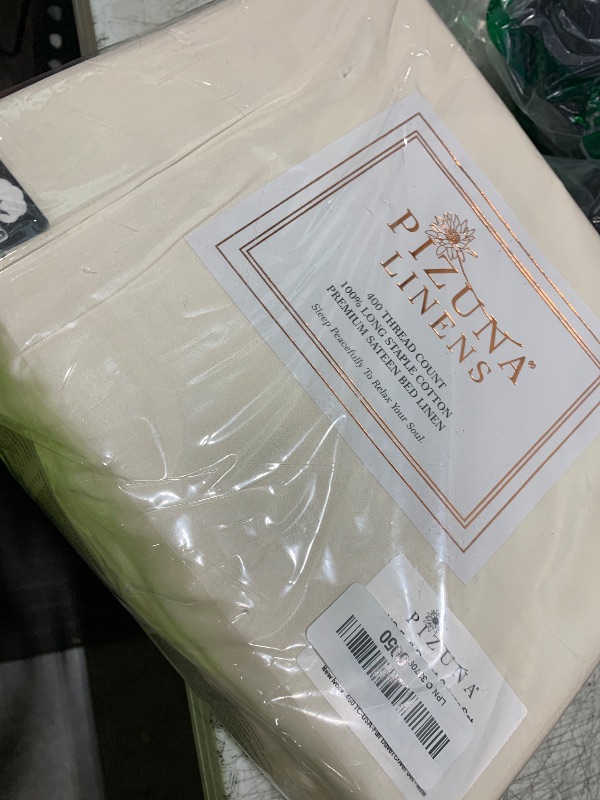 PIZUNA®
LINENS
400 THREAD COUNT
100% LONG STAPLE COTTON
PREMIUM SATEEN BED LINEN
Sleep Peacefully To Relax Your Soul.
PIZUNA